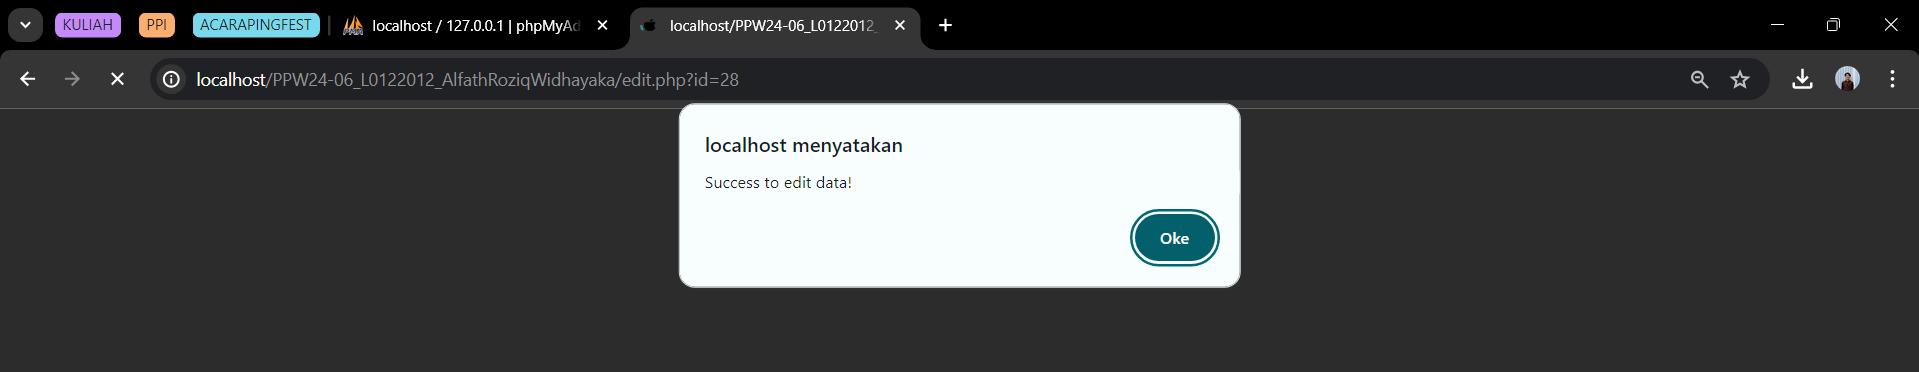 KULIAH
PPI
ACARAPINGFEST
localhost / 127.0.0.1 | phpMyAd
localhost/PPW24-06_L0122012_
localhost/PPW24-06_L0122012_AlfathRoziqWidhayaka/edit.php?id=28
localhost menyatakan
Success to edit data!
Oke